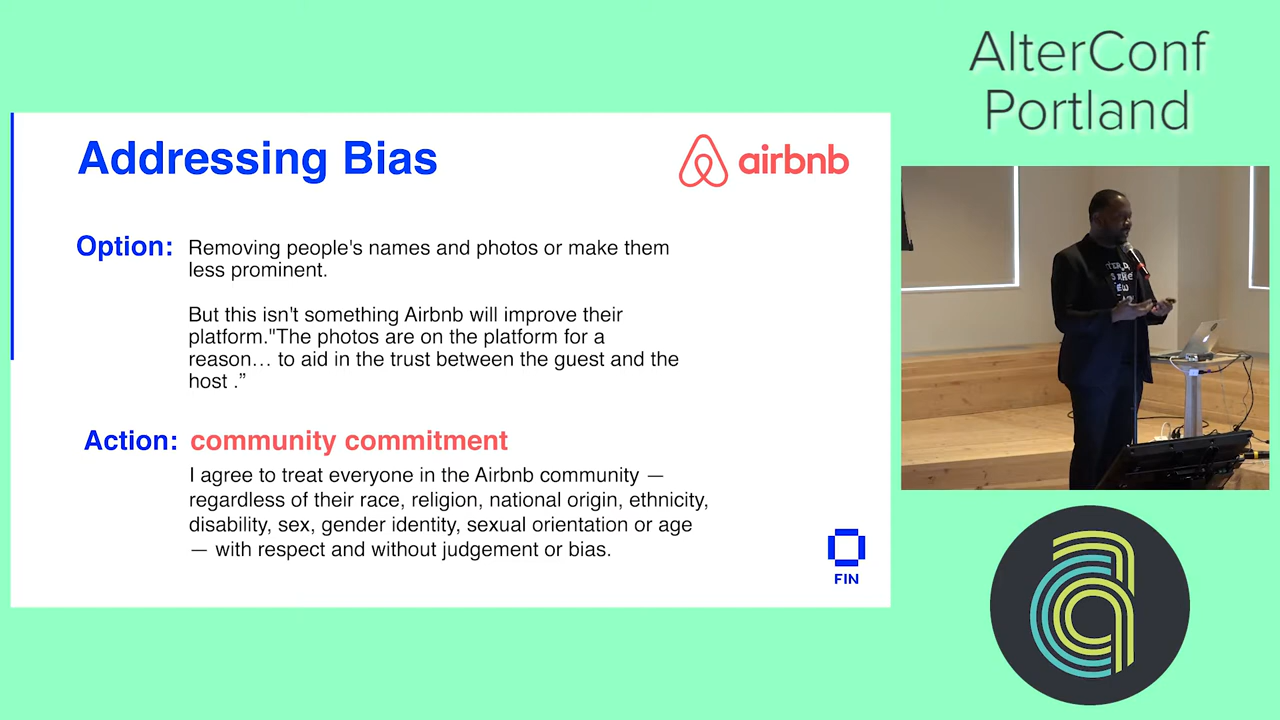 AlterConf
Portland
Addressing Bias
airbnb
Option: Removing people's names and photos or make them
less prominent.
But this isn't something Airbnb will improve their
platform."The photos are on the platform for a
reason… to aid in the trust between the guest and the
host .”
Action: community commitment
I agree to treat everyone in the Airbnb community —
regardless of their race, religion, national origin, ethnicity,
disability, sex, gender identity, sexual orientation or age
— with respect and without judgement or bias.
FIN